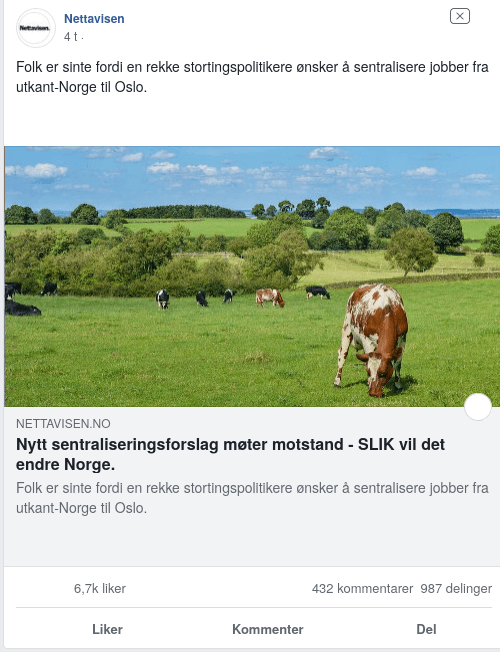 Nettavisen.
Nettavisen
4 t ·
Folk er sinte fordi en rekke stortingspolitikere ønsker å sentralisere jobber fra
utkant-Norge til Oslo.
NETTAVISEN.NO
Nytt sentraliseringsforslag møter motstand - SLIK vil det
endre Norge.
Folk er sinte fordi en rekke stortingspolitikere ønsker å sentralisere jobber fra
utkant-Norge til Oslo.
6,7k liker 432 kommentarer 987 delinger
Liker Kommenter Del